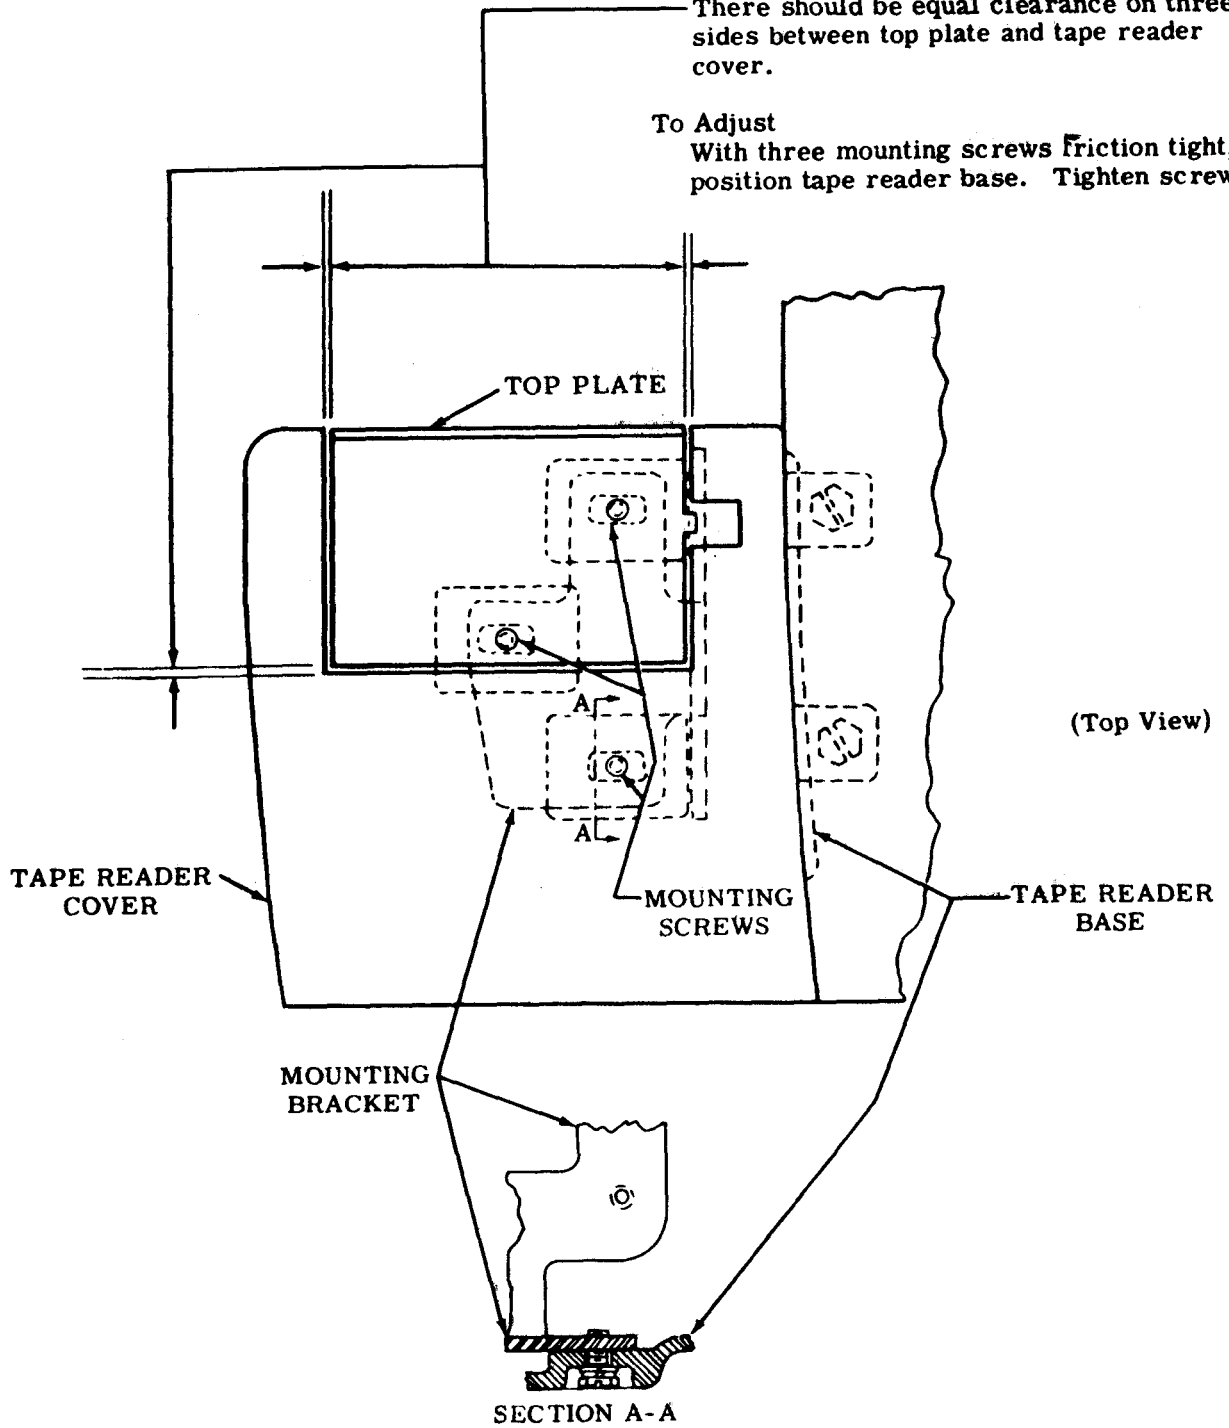 There should be equal clearance on three
sides between top plate and tape reader
cover.
To Adjust
With three mounting screws friction tight,
position tape reader base. Tighten screw
TOP PLATE
A
(Top View)
A
TAPE READER
COVER
MOUNTING
SCREWS
TAPE READER
BASE
MOUNTING
BRACKET
SECTION A-A